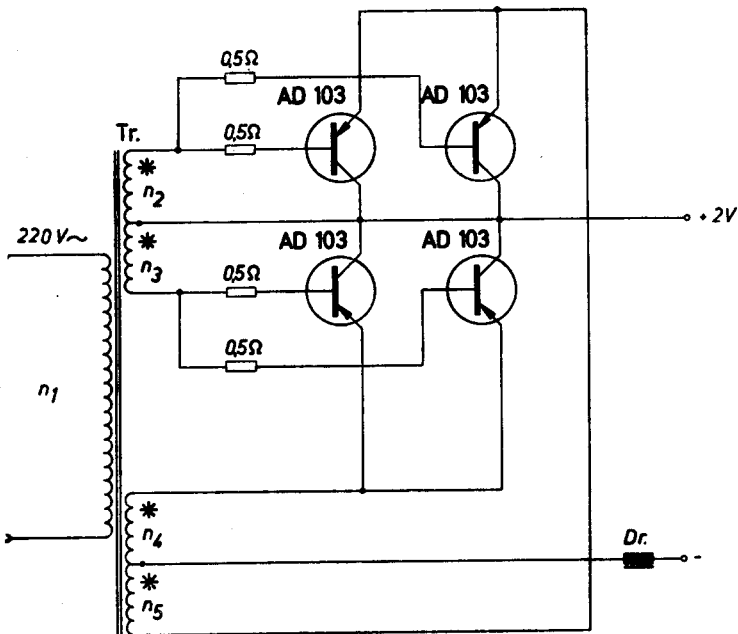 0,5Ω
AD 103
AD 103
Tr.
0,5Ω
*
n2
+ 2V
*
220 V~
n3
AD 103
AD 103
0,5Ω
0,5Ω
n1
*
n4
Dr.
-
*
n5